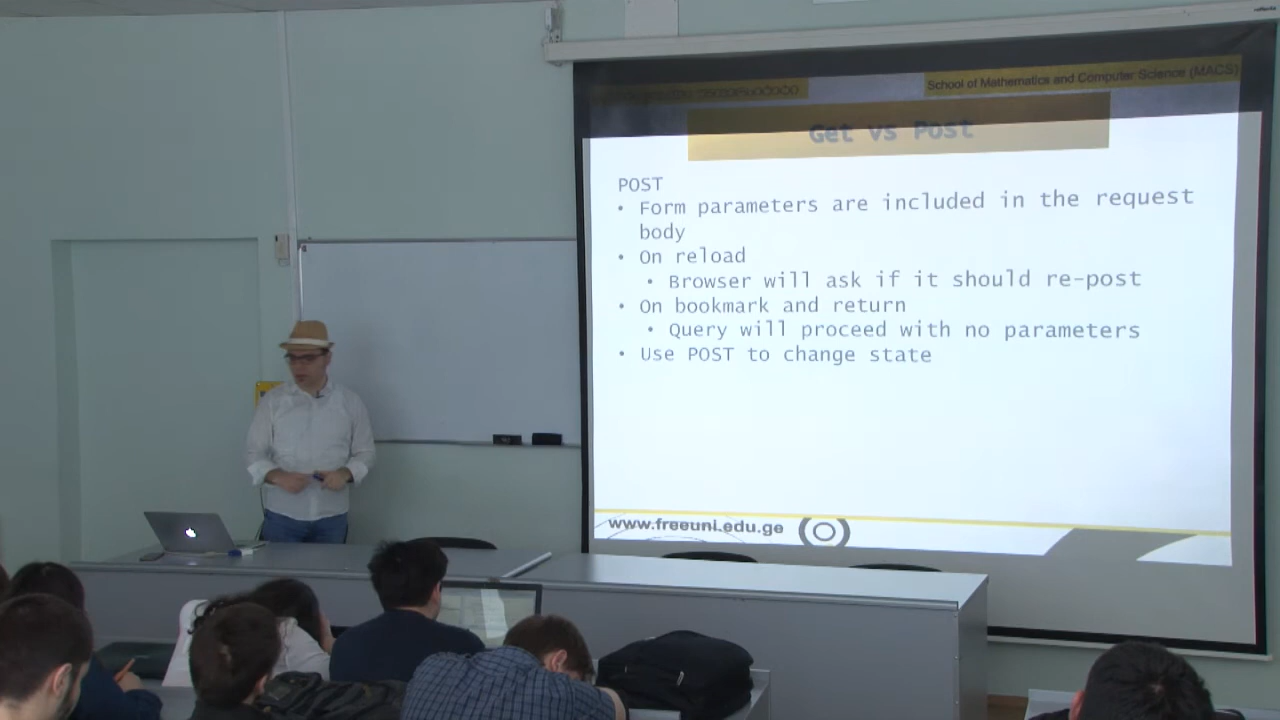 School of Mathematics and Computer Science (MACS)
Get vs Post
POST
• Form parameters are included in the request
body
• On reload
• Browser will ask if it should re-post
• On bookmark and return
• Query will proceed with no parameters
• Use POST to change state
www.freeuni.edu.ge